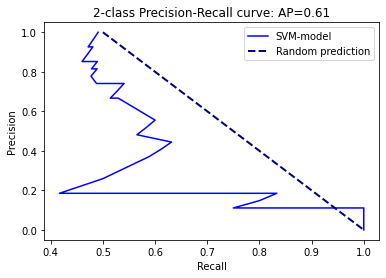 2-class Precision-Recall curve: AP=0.61
SVM-model
Random prediction
Precision
1.0
0.8
0.6
0.4
0.2
0.0
0.4
0.5
0.6
0.7
0.8
0.9
1.0
Recall